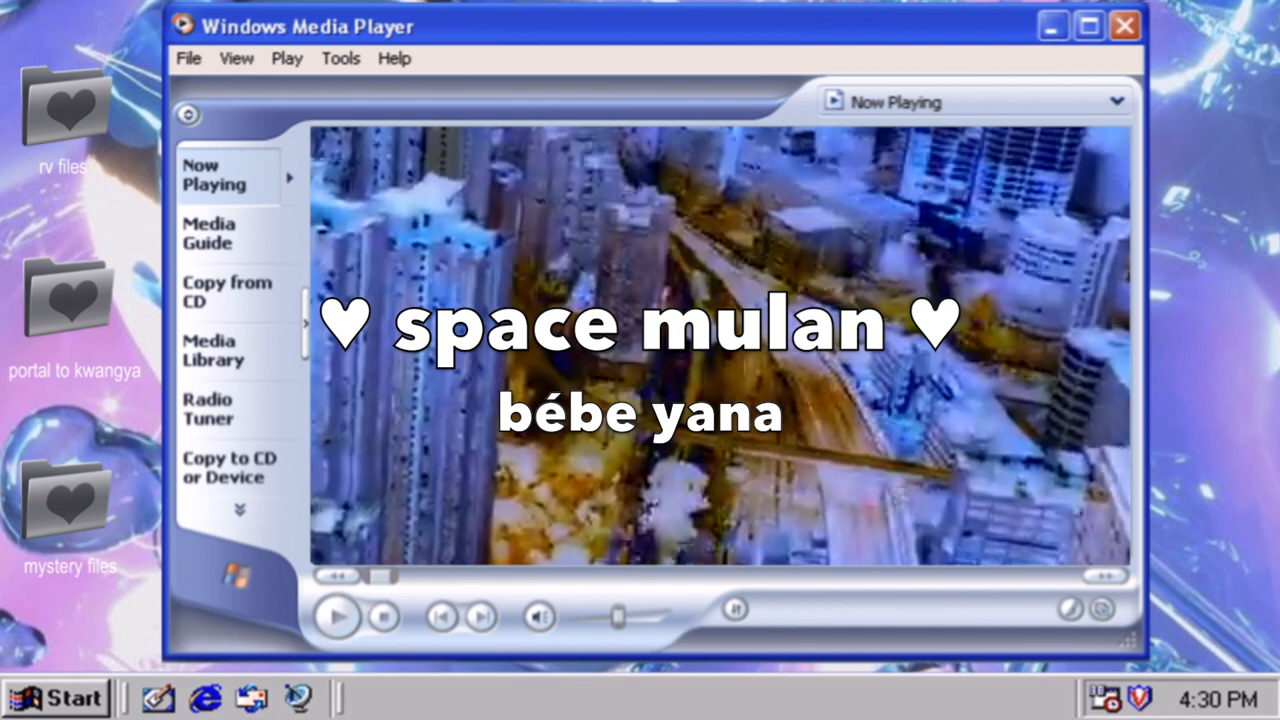 Windows Media Player
File View Play Tools Help
Now Playing
Now
Playing
Media
Guide
Copy from
CD
Media
Library
Radio
Tuner
Copy to CD
or Device
♥ space mulan ♥
bébe yana
rv files
portal to kwangya
mystery files
Start
4:30 PM